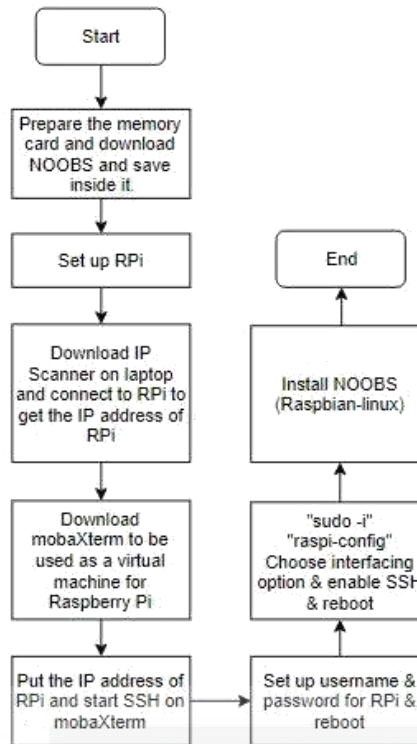 Start
Prepare the memory
card and download
NOOBS and save
inside it.
Set up RPi
Download IP
Scanner on laptop
and connect to RPi to
get the IP address of
RPi
Download
mobaXterm to be
used as a virtual
machine for
Raspberry Pi
Put the IP address of
RPi and start SSH on
mobaXterm
Set up username &
password for RPi &
reboot
"sudo -i"
"raspi-config"
Choose interfacing
option & enable SSH
& reboot
Install NOOBS
(Raspbian-linux)
End